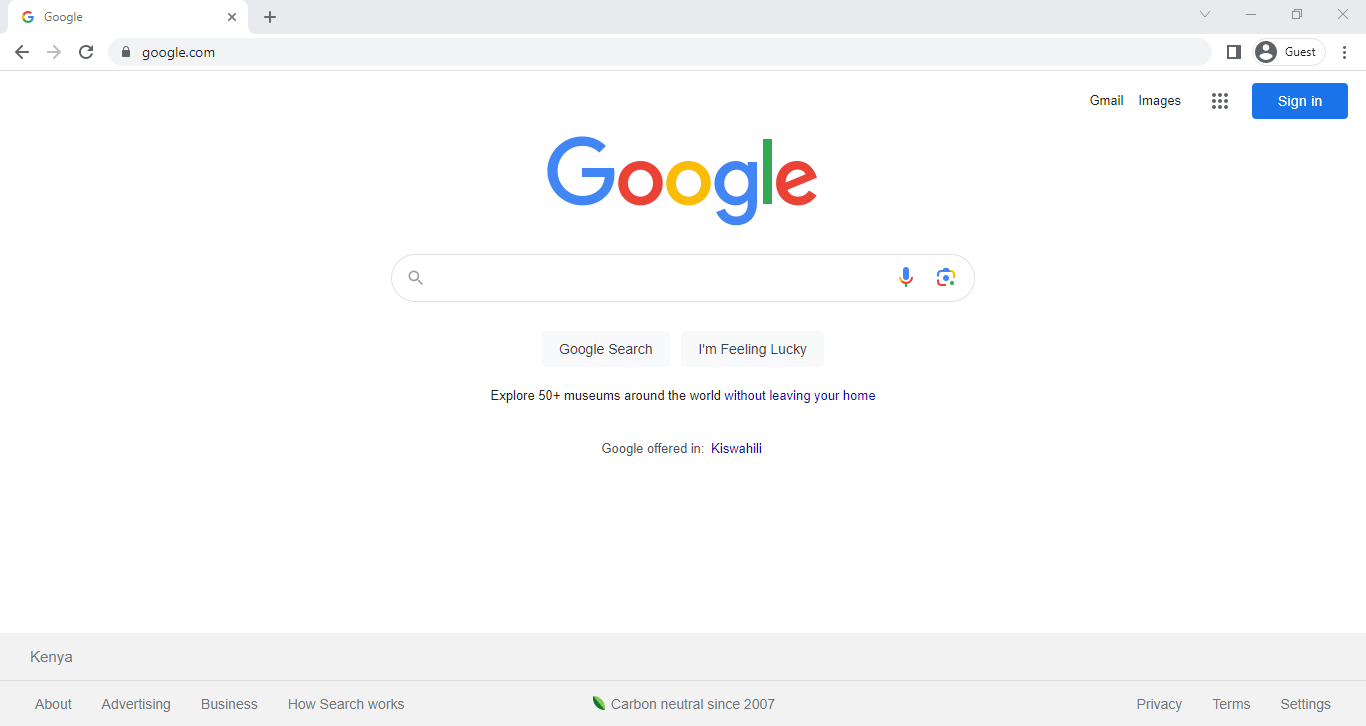 Google
google.com
Guest
Gmail Images Sign in
Google
Google Search I'm Feeling Lucky
Explore 50+ museums around the world without leaving your home
Google offered in: Kiswahili
Kenya
About Advertising Business How Search works Carbon neutral since 2007 Privacy Terms Settings